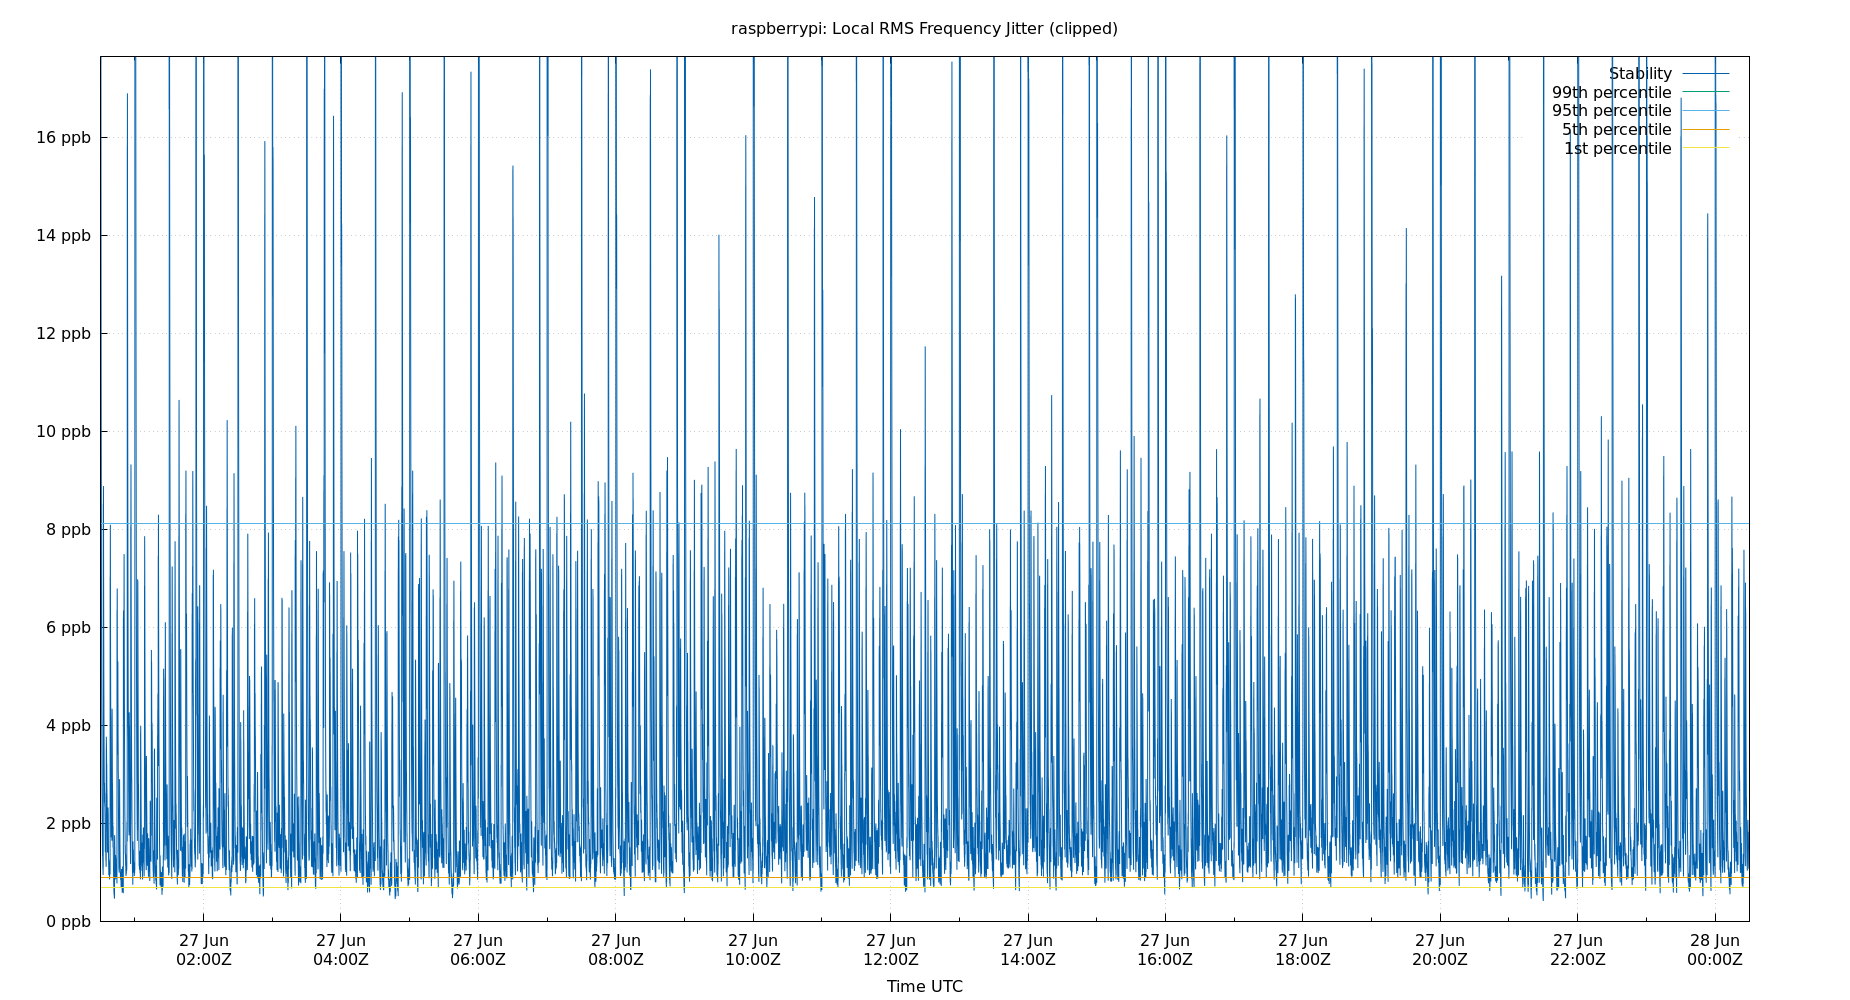 raspberrypi: Local RMS Frequency Jitter (clipped)
Stability
99th percentile
95th percentile
5th percentile
1st percentile
16 ppb
14 ppb
12 ppb
10 ppb
8 ppb
6 ppb
4 ppb
2 ppb
0 ppb
27 Jun 27 Jun 27 Jun 27 Jun 27 Jun 27 Jun 27 Jun 27 Jun 27 Jun 27 Jun 27 Jun 28 Jun
02:00Z 04:00Z 06:00Z 08:00Z 10:00Z 12:00Z 14:00Z 16:00Z 18:00Z 20:00Z 22:00Z 00:00Z
Time UTC